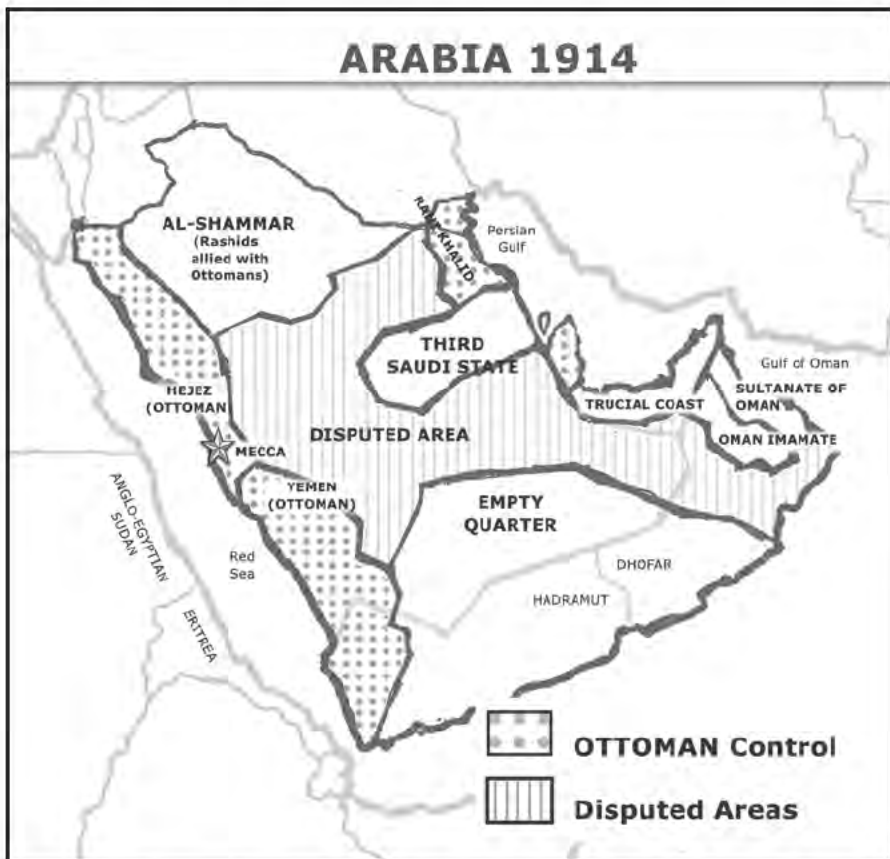 ARABIA 1914
AL-SHAMMAR
(Rashids
allied with
Ottomans)
BANI KHALID
Persian
Gulf
THIRD
SAUDI STATE
Gulf of Oman
SULTANATE OF
OMAN
TRUCIAL COAST
OMAN IMAMATE
HEJEZ
(OTTOMAN
DISPUTED AREA
MECCA
YEMEN
(OTTOMAN)
EMPTY
QUARTER
ANGLO-EGYPTIAN
SUDAN
Red
Sea
DHOFAR
HADRAMUT
ERITREA
OTTOMAN Control
Disputed Areas